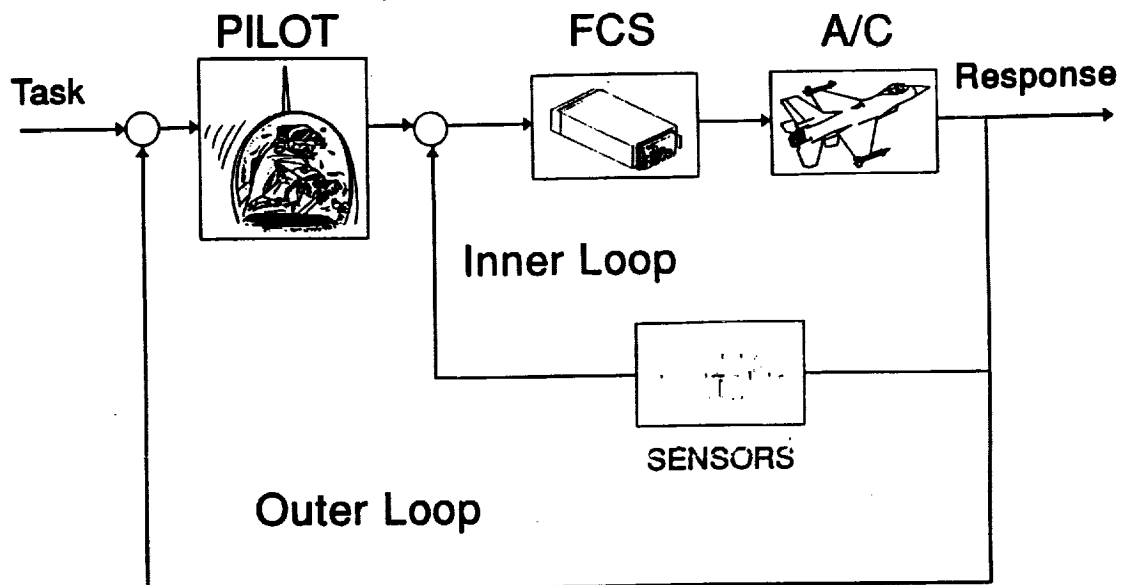 PILOT
FCS
A/C
Task
Response
Inner Loop
SENSORS
Outer Loop